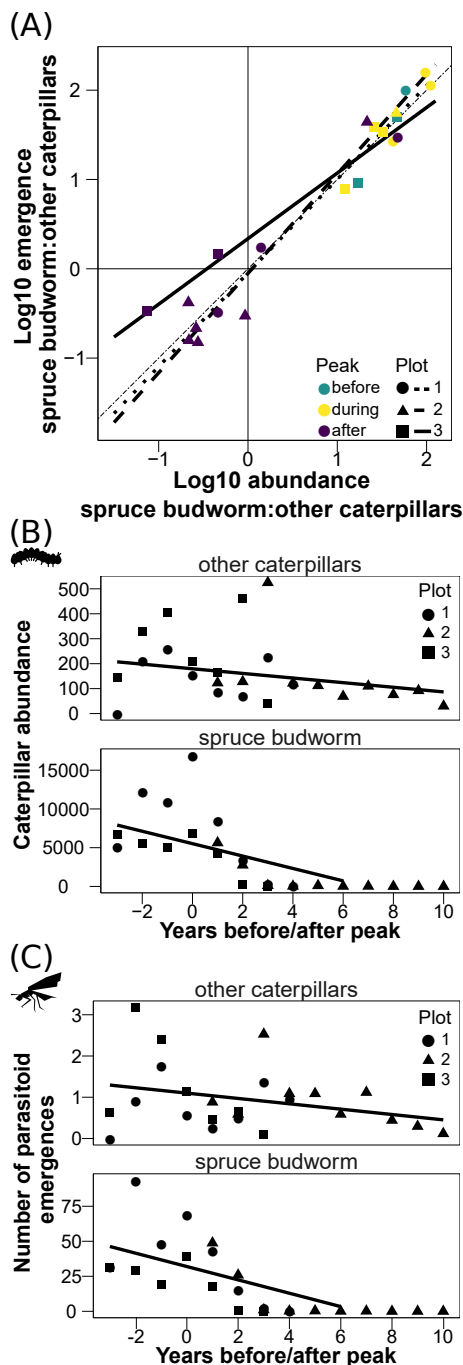 (A)
Log10 emergence
spruce budworm:other caterpillars
2
1
0
−1
Peak
before
during
after
Plot
1
2
3
−1 0 1 2
Log10 abundance
spruce budworm:other caterpillars
(B)
other caterpillars
Caterpillar abundance
500
400
300
200
100
0
Plot
1
2
3
spruce budworm
15000
10000
5000
0
−2 0 2 4 6 8 10
Years before/after peak
(C)
other caterpillars
Number of parasitoid
emergences
3
2
1
0
Plot
1
2
3
spruce budworm
75
50
25
0
−2 0 2 4 6 8 10
Years before/after peak